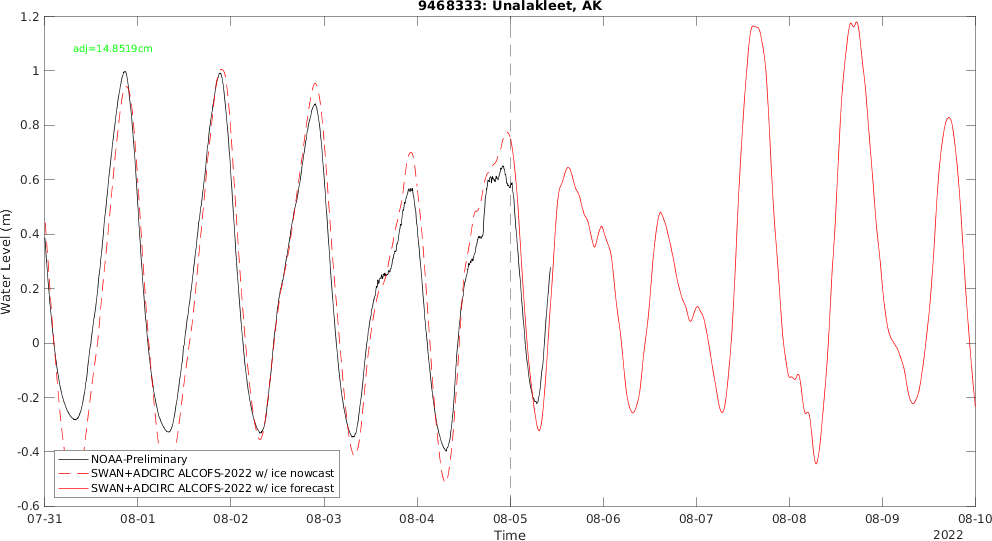 9468333: Unalakleet, AK
adj=14.8519cm
1.2
1
0.8
0.6
0.4
0.2
0
-0.2
-0.4
-0.6
Water Level (m)
NOAA-Preliminary
SWAN+ADCIRC ALCOFS-2022 w/ ice nowcast
SWAN+ADCIRC ALCOFS-2022 w/ ice forecast
07-31 08-01 08-02 08-03 08-04 08-05 08-06 08-07 08-08 08-09 08-10
Time
2022